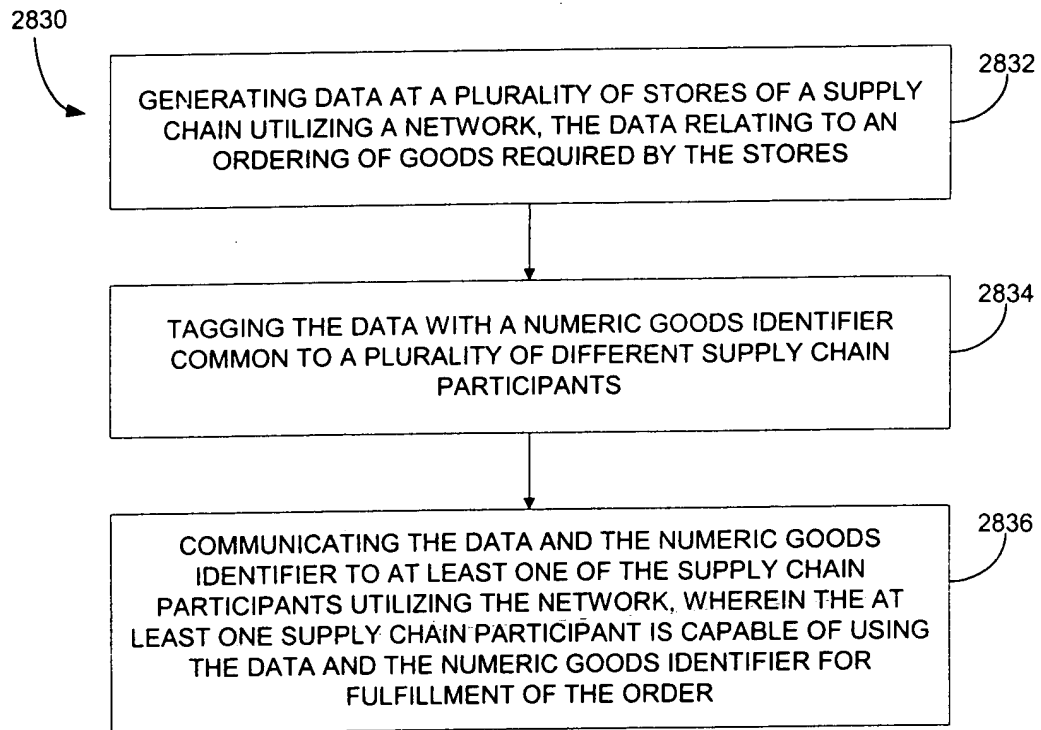 2830
2832
GENERATING DATA AT A PLURALITY OF STORES OF A SUPPLY
CHAIN UTILIZING A NETWORK, THE DATA RELATING TO AN
ORDERING OF GOODS REQUIRED BY THE STORES
2834
TAGGING THE DATA WITH A NUMERIC GOODS IDENTIFIER
COMMON TO A PLURALITY OF DIFFERENT SUPPLY CHAIN
PARTICIPANTS
2836
COMMUNICATING THE DATA AND THE NUMERIC GOODS
IDENTIFIER TO AT LEAST ONE OF THE SUPPLY CHAIN
PARTICIPANTS UTILIZING THE NETWORK, WHEREIN THE AT
LEAST ONE SUPPLY CHAIN PARTICIPANT IS CAPABLE OF USING
THE DATA AND THE NUMERIC GOODS IDENTIFIER FOR
FULFILLMENT OF THE ORDER